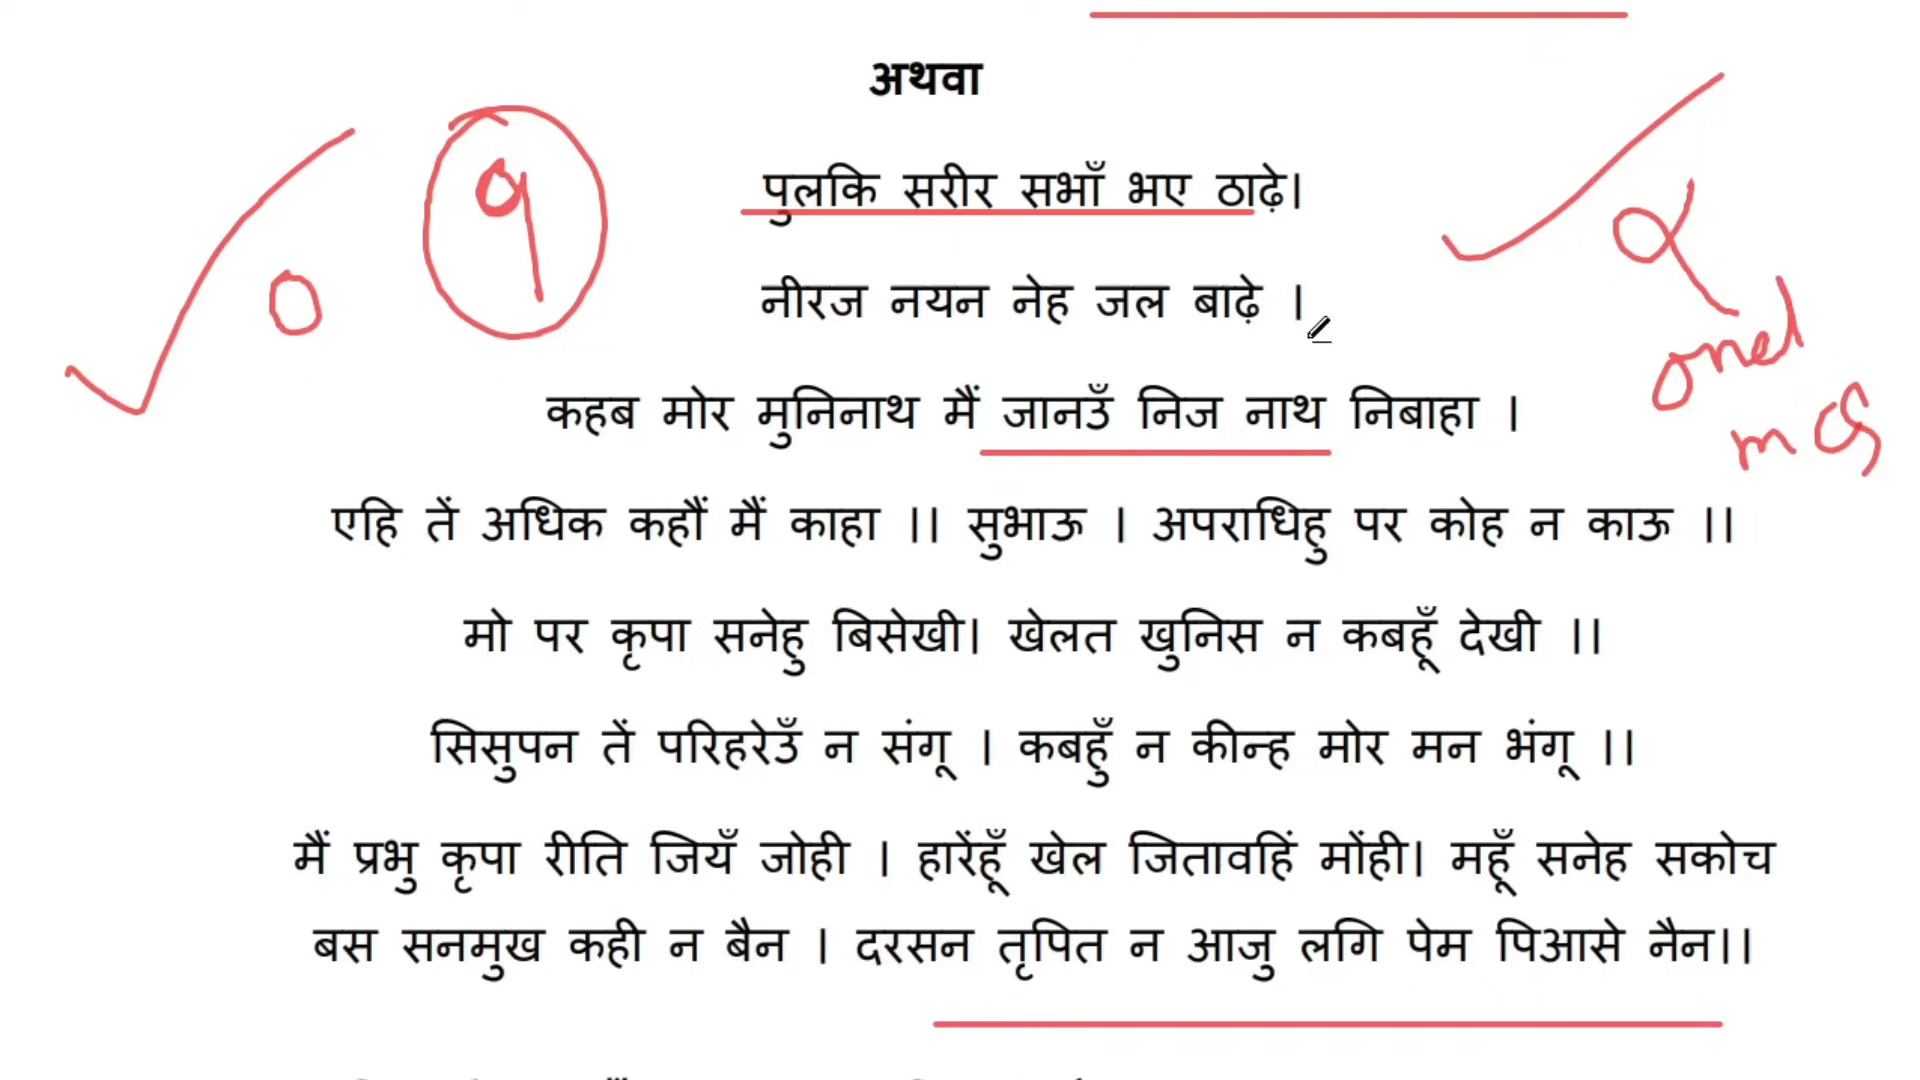 अथवा
पुलकि सरीर सभाँ भए ठाढ़े।
नीरज नयन नेह जल बाढ़े ।
कहब मोर मुनिनाथ मैं जानउँ निज नाथ निबाहा ।
एहि तें अधिक कहौं मैं काहा ।। सुभाऊ । अपराधिहु पर कोह न काऊ ।।
मो पर कृपा सनेहु बिसेखी। खेलत खुनिस न कबहूँ देखी ।।
सिसुपन तें परिहरेउँ न संगू । कबहुँ न कीन्ह मोर मन भंगू ।।
मैं प्रभु कृपा रीति जियँ जोही । हारेंहूँ खेल जितावहिं मोंही। महूँ सनेह सकोच
बस सनमुख कही न बैन । दरसन तृपित न आजु लगि पेम पिआसे नैन।।